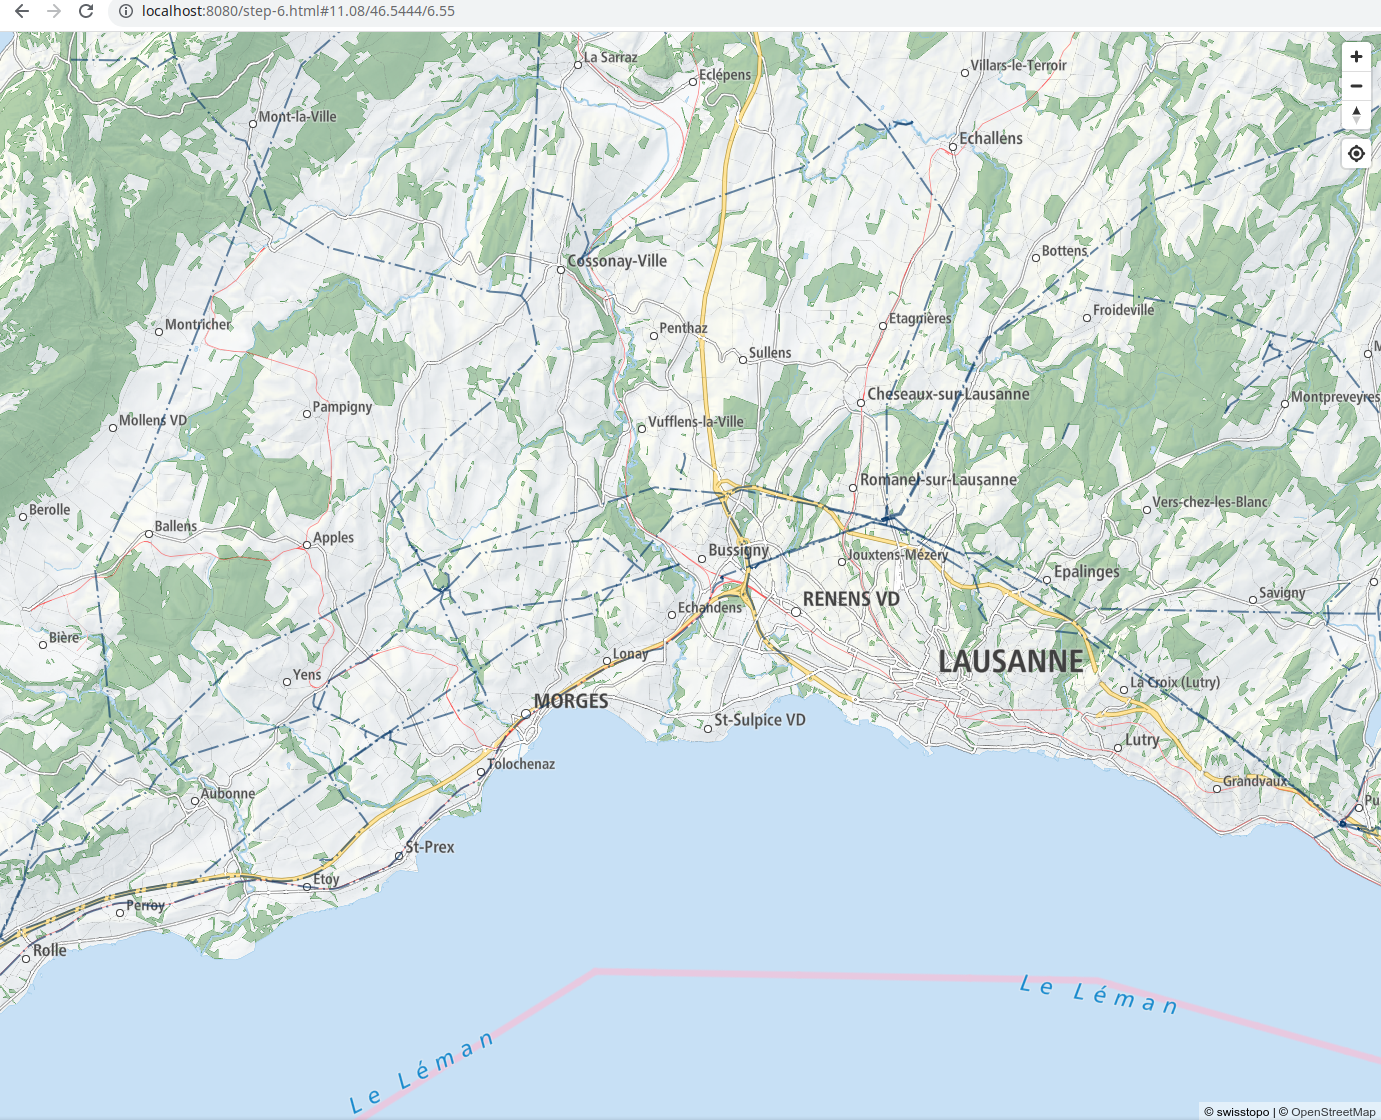 localhost:8080/step-6.html#11.08/46.5444/6.55
La Sarraz
Eclépens
Villars-le-Terroir
Mont-la-Ville
Echallens
Bottens
Cossonay-Ville
Froideville
Montricher
Penthaz
Etagnières
Sullens
Cheseaux-sur-Lausanne
Montpreveyres
Pampigny
Mollens VD
Vufflens-la-Ville
Romanel-sur-Lausanne
Vers-chez-les-Blanc
Berolle
Ballens
Apples
Bussigny
Jouxtens-Mézery
Epalinges
Savigny
RENENS VD
Echandens
Bière
Lonay
LAUSANNE
Yens
La Croix (Lutry)
MORGES
St-Sulpice VD
Lutry
Tolochenaz
Grandvaux
Aubonne
Pu
St-Prex
Etoy
Perroy
Rolle
Le Léman
Le Léman
© swisstopo | © OpenStreetMap